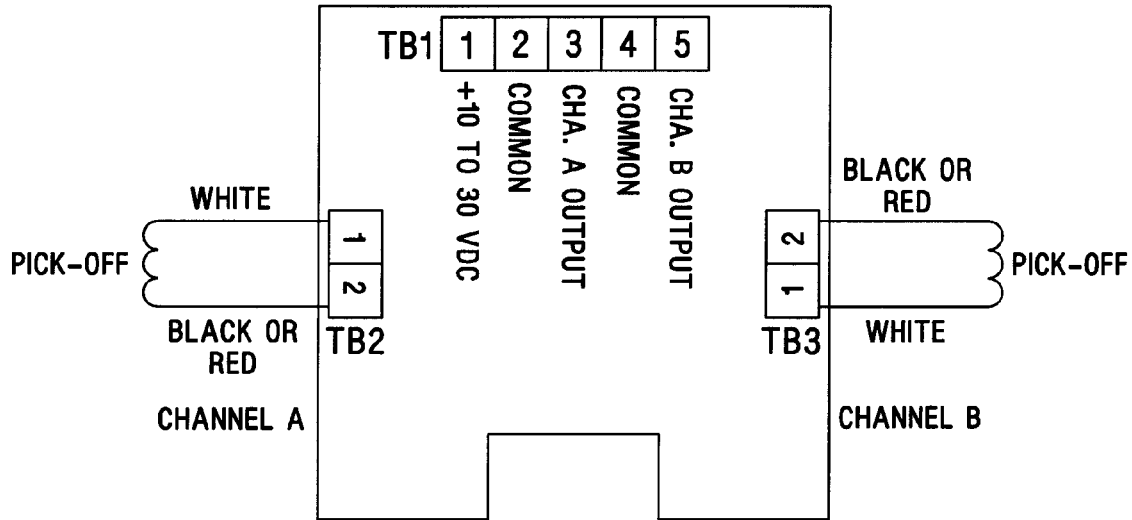 TB1 1 2 3 4 5
+10 TO 30 VDC
COMMON
CHA. A OUTPUT
COMMON
CHA. B OUTPUT
WHITE
1
PICK-OFF
2
BLACK OR
RED
TB2
CHANNEL A
BLACK OR
RED
2
PICK-OFF
1
TB3
WHITE
CHANNEL B